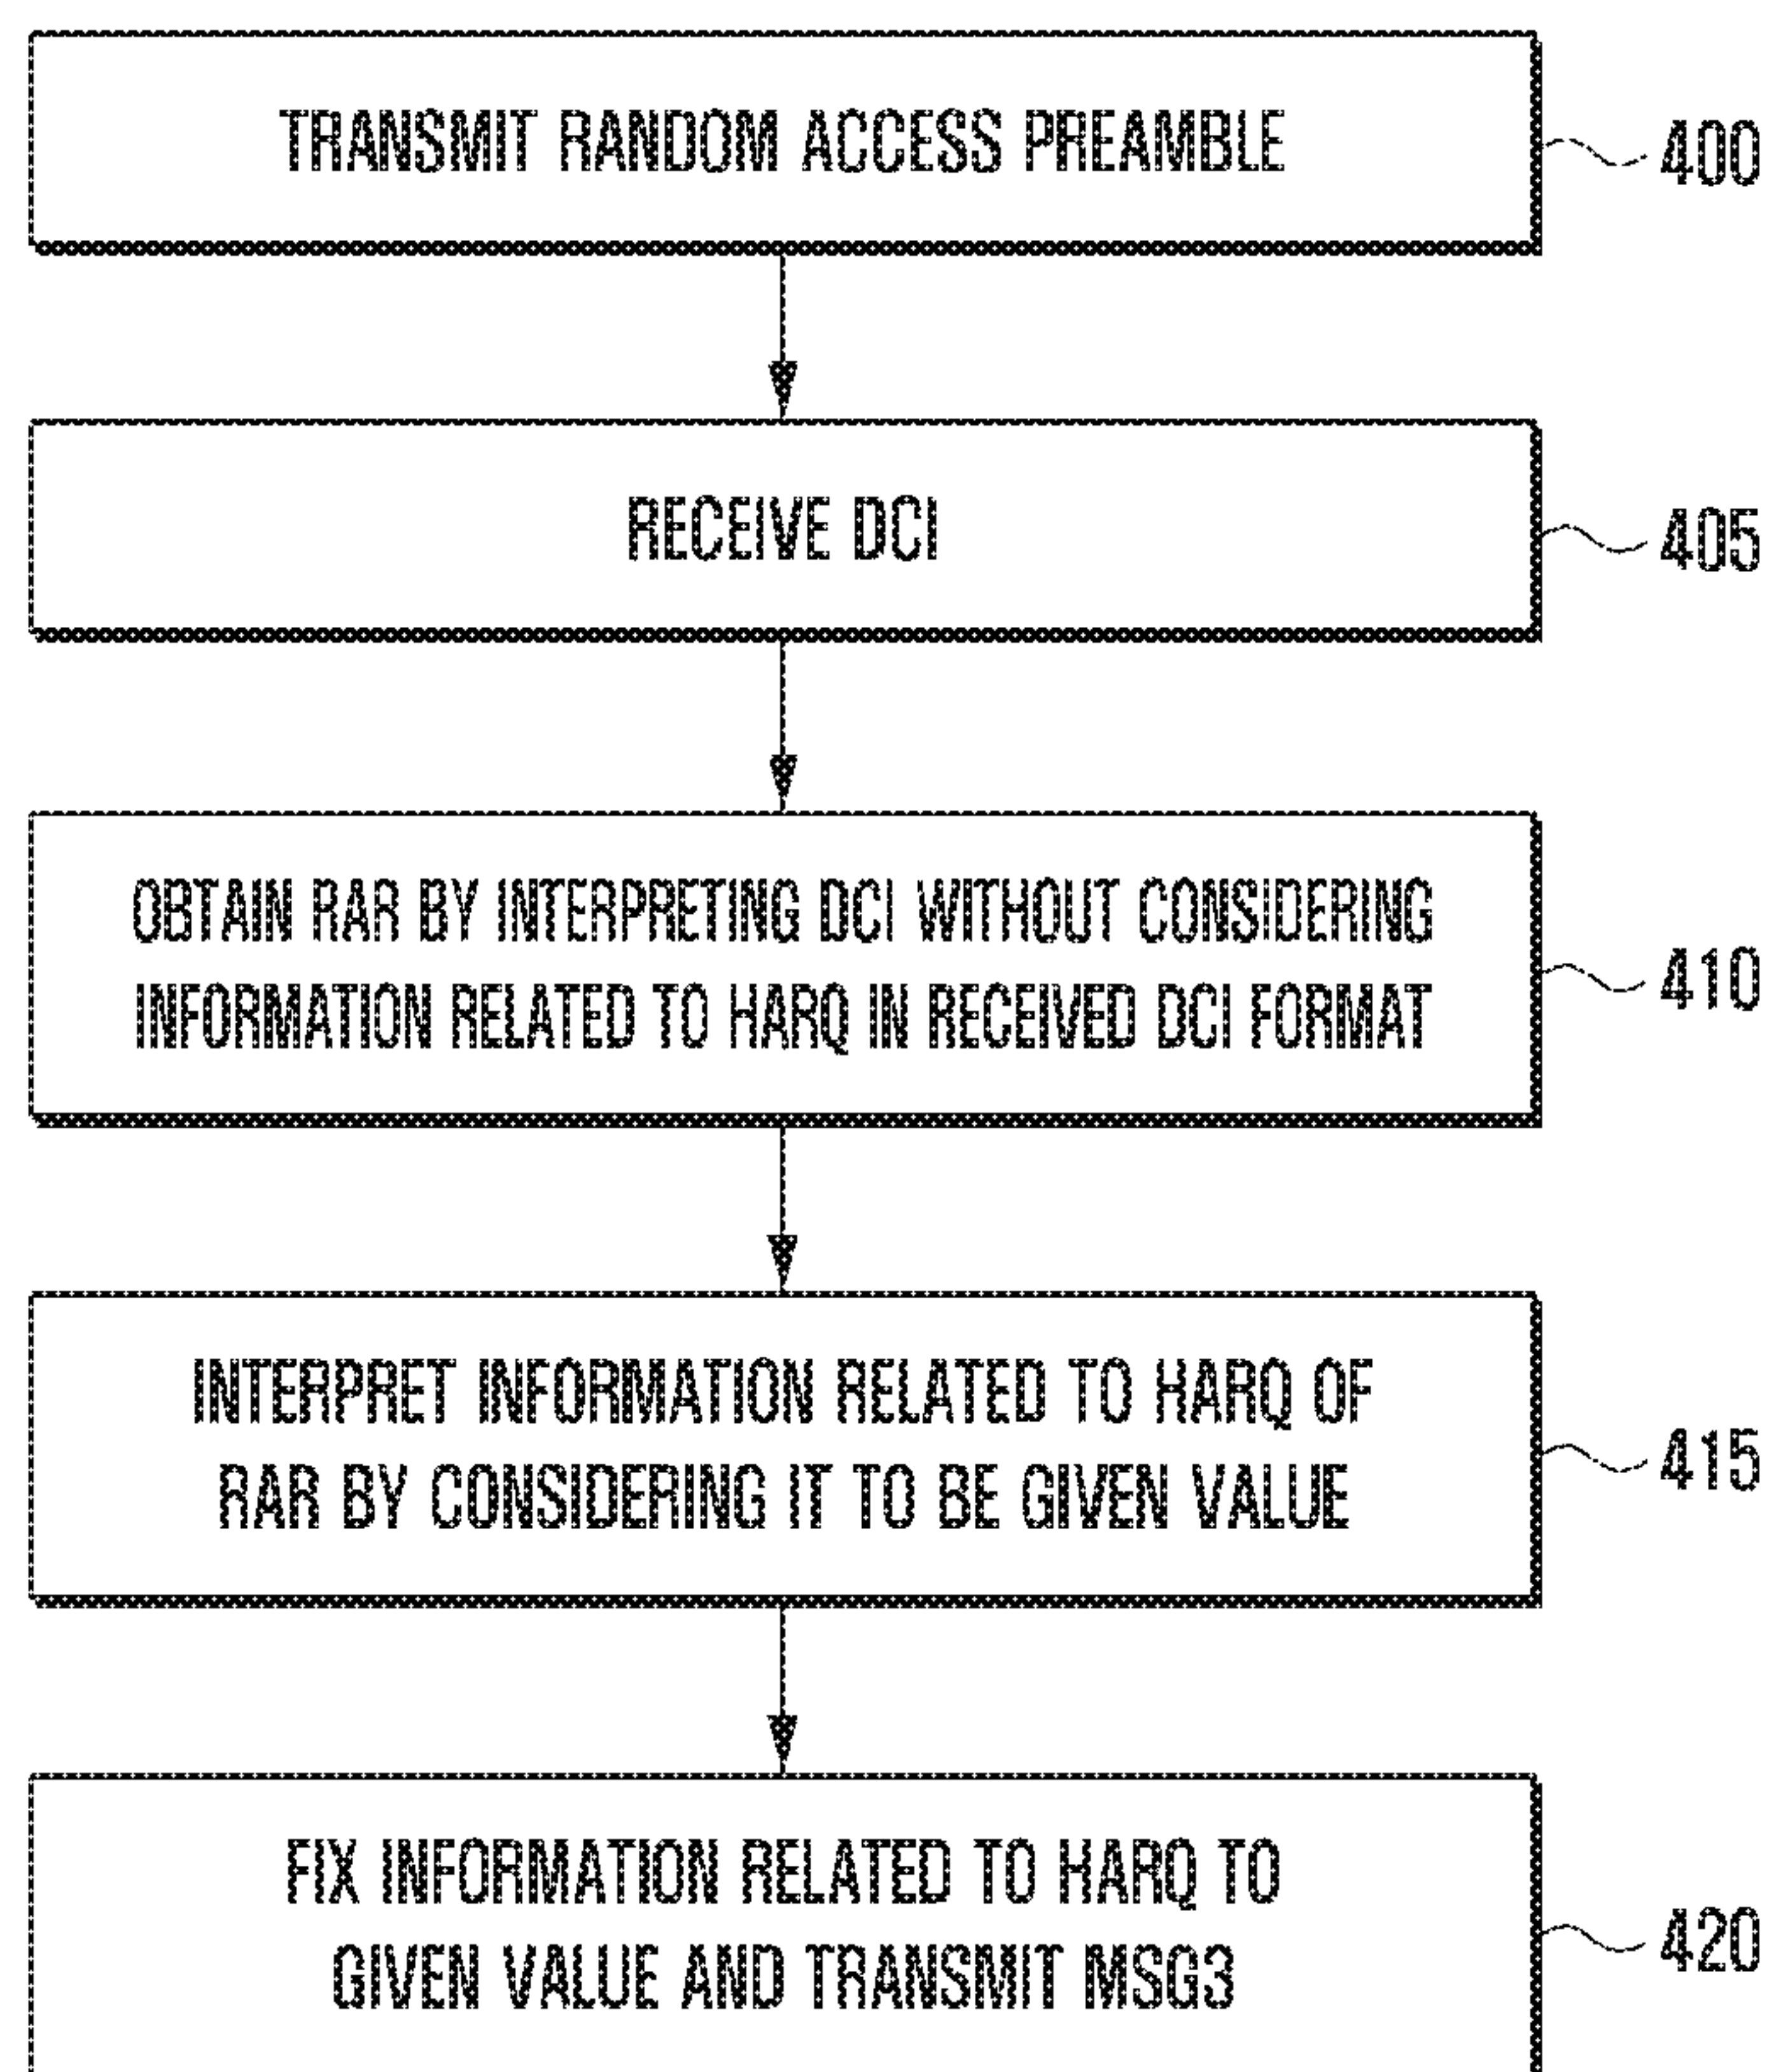 TRANSMIT RANDOM ACCESS PREAMBLE
400
RECEIVE DCI
405
OBTAIN RAR BY INTERPRETING DCI WITHOUT CONSIDERING
INFORMATION RELATED TO HARQ IN RECEIVED DCI FORMAT
410
INTERPRET INFORMATION RELATED TO HARQ OF
RAR BY CONSIDERING IT TO BE GIVEN VALUE
415
FIX INFORMATION RELATED TO HARQ TO
GIVEN VALUE AND TRANSMIT MSG3
420